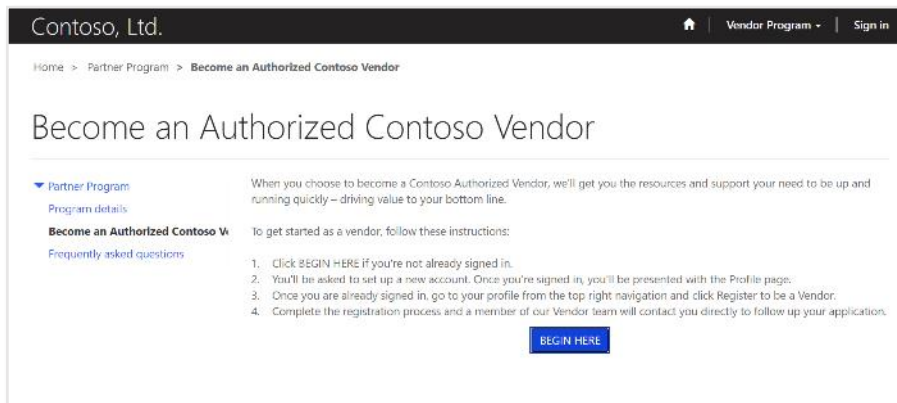 Contoso, Ltd.
Vendor Program
Sign in
Home > Partner Program > Become an Authorized Contoso Vendor
Become an Authorized Contoso Vendor
Partner Program
Program details
Become an Authorized Contoso V
Frequently asked questions
When you choose to become a Contoso Authorized Vendor, we'll get you the resources and support your need to be up and
running quickly – driving value to your bottom line.
To get started as a vendor, follow these instructions:
1. Click BEGIN HERE if you're not already signed in.
2. You'll be asked to set up a new account. Once you're signed in, you'll be presented with the Profile page.
3. Once you are already signed in, go to your profile from the top right navigation and click Register to be a Vendor.
4. Complete the registration process and a member of our Vendor team will contact you directly to follow up your application.
BEGIN HERE